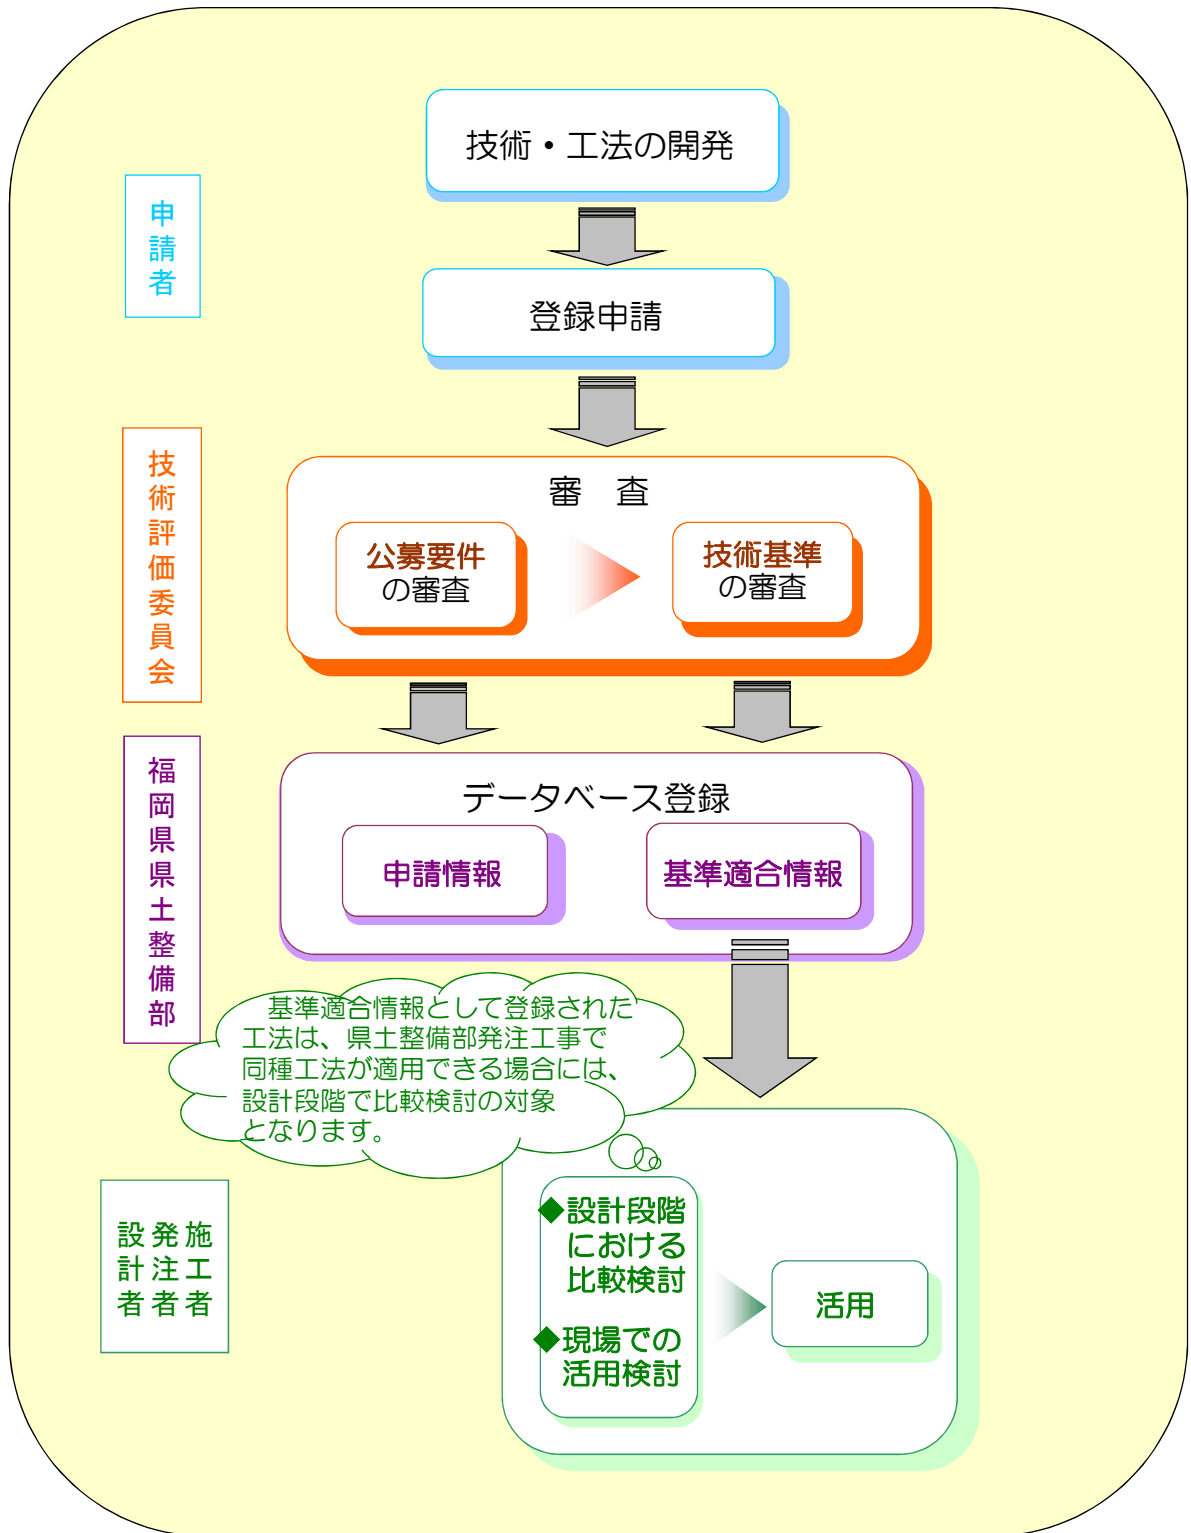 技術・工法の開発
申請者
登録申請
技術評価委員会
審　査
公募要件
の審査
技術基準
の審査
福岡県県土整備部
データベース登録
申請情報
基準適合情報
　基準適合情報として登録された
工法は、県土整備部発注工事で
同種工法が適用できる場合には、
設計段階で比較検討の対象
となります。
設計者
発注者
施工者
◆設計段階
における
比較検討
◆現場での
活用検討
活用